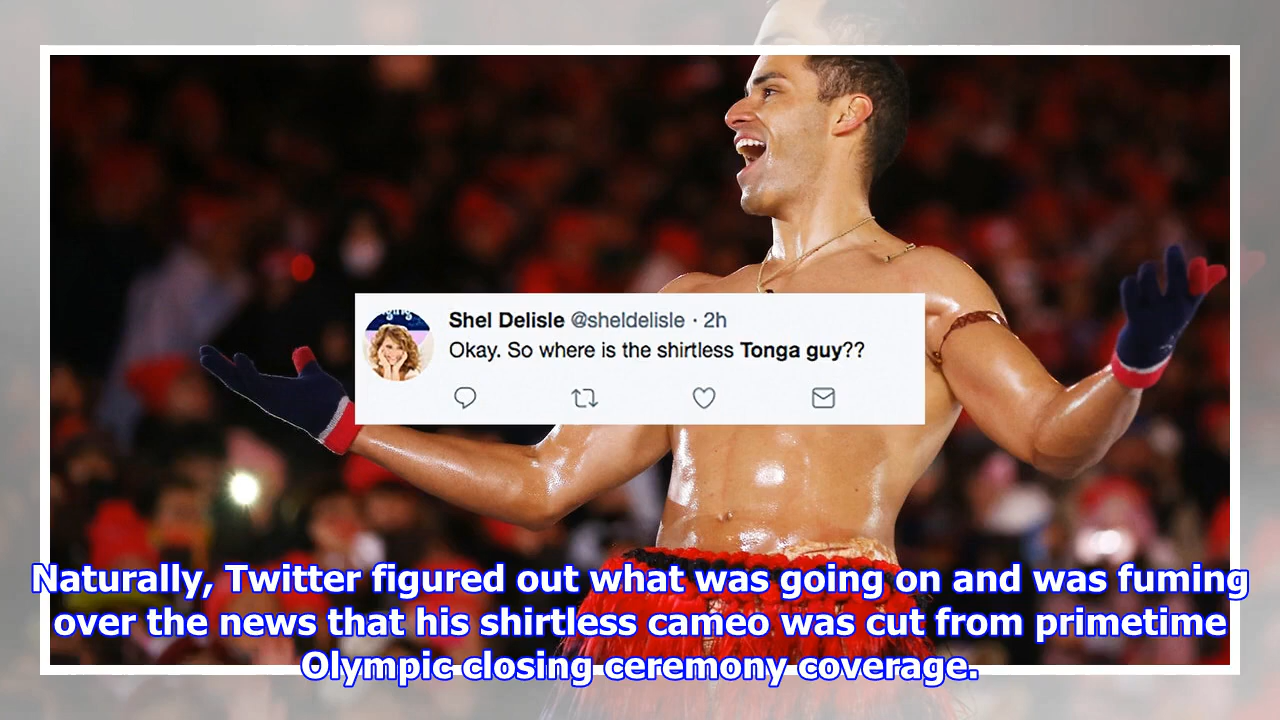 Shel Delisle @sheldelisle · 2h
Okay. So where is the shirtless Tonga guy??
Naturally, Twitter figured out what was going on and was fuming
over the news that his shirtless cameo was cut from primetime
Olympic closing ceremony coverage.